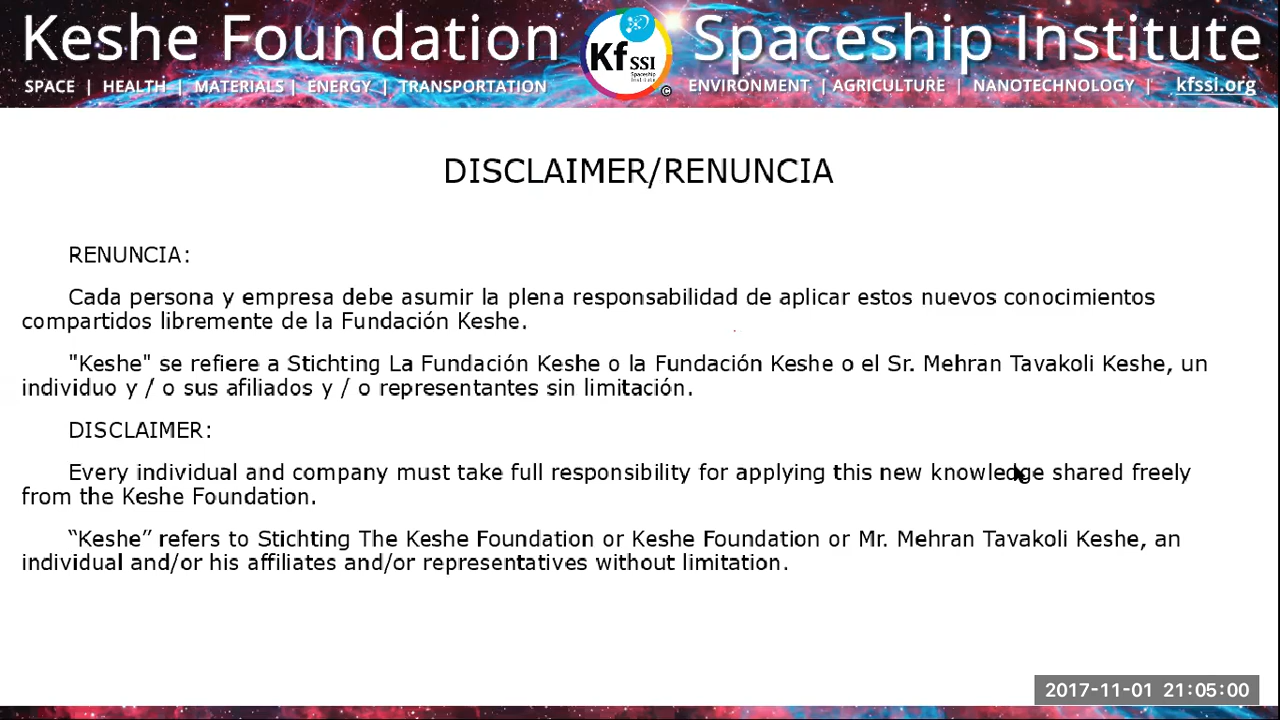 Keshe Foundation
Kf SSI
Spaceship
Institute
©
Spaceship Institute
SPACE | HEALTH | MATERIALS | ENERGY | TRANSPORTATION
ENVIRONMENT | AGRICULTURE | NANOTECHNOLOGY | kfssi.org
DISCLAIMER/RENUNCIA
RENUNCIA:
Cada persona y empresa debe asumir la plena responsabilidad de aplicar estos nuevos conocimientos
compartidos libremente de la Fundación Keshe.
"Keshe" se refiere a Stichting La Fundación Keshe o la Fundación Keshe o el Sr. Mehran Tavakoli Keshe, un
individuo y / o sus afiliados y / o representantes sin limitación.
DISCLAIMER:
Every individual and company must take full responsibility for applying this new knowledge shared freely
from the Keshe Foundation.
“Keshe” refers to Stichting The Keshe Foundation or Keshe Foundation or Mr. Mehran Tavakoli Keshe, an
individual and/or his affiliates and/or representatives without limitation.
2017-11-01 21:05:00